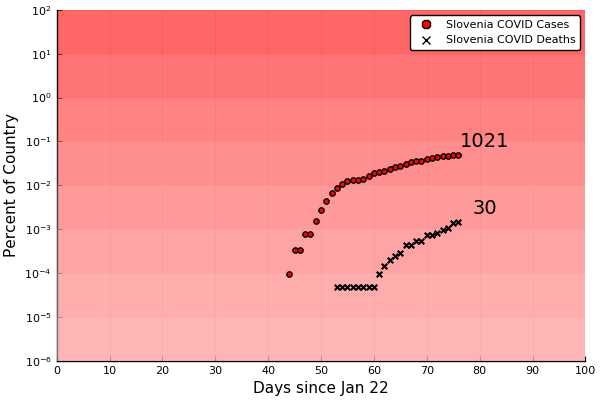 Slovenia COVID Cases
Slovenia COVID Deaths
Percent of Country
10²
10¹
10⁰
10⁻¹
10⁻²
10⁻³
10⁻⁴
10⁻⁵
10⁻⁶
1021
30
0 10 20 30 40 50 60 70 80 90 100
Days since Jan 22